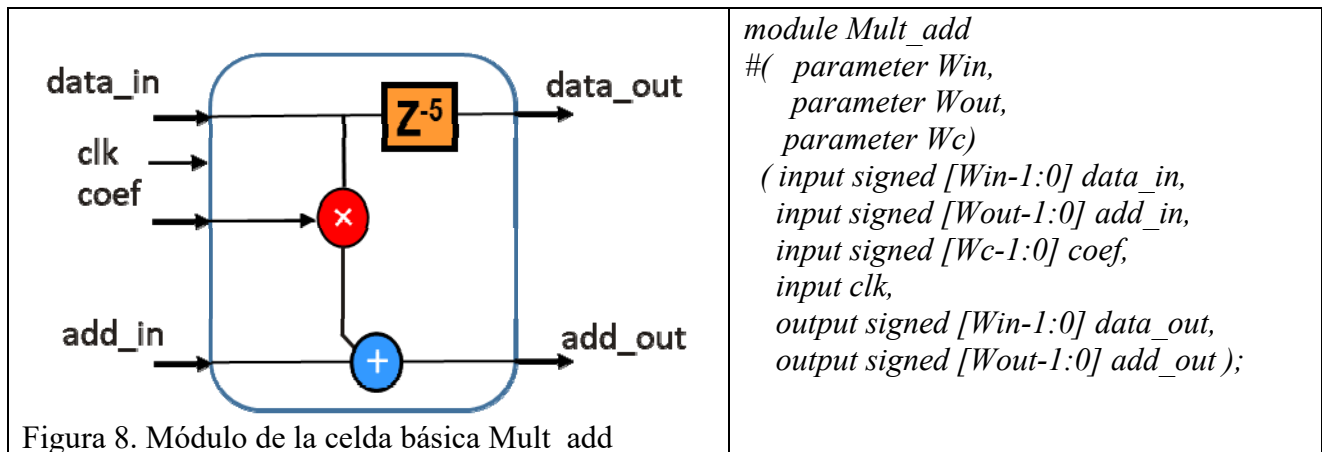 data_in
data_out
Z-5
clk
coef
×
add_in
add_out
+
Figura 8. Módulo de la celda básica Mult_add
module Mult_add
#( parameter Win,
parameter Wout,
parameter Wc)
( input signed [Win-1:0] data_in,
input signed [Wout-1:0] add_in,
input signed [Wc-1:0] coef,
input clk,
output signed [Win-1:0] data_out,
output signed [Wout-1:0] add_out );